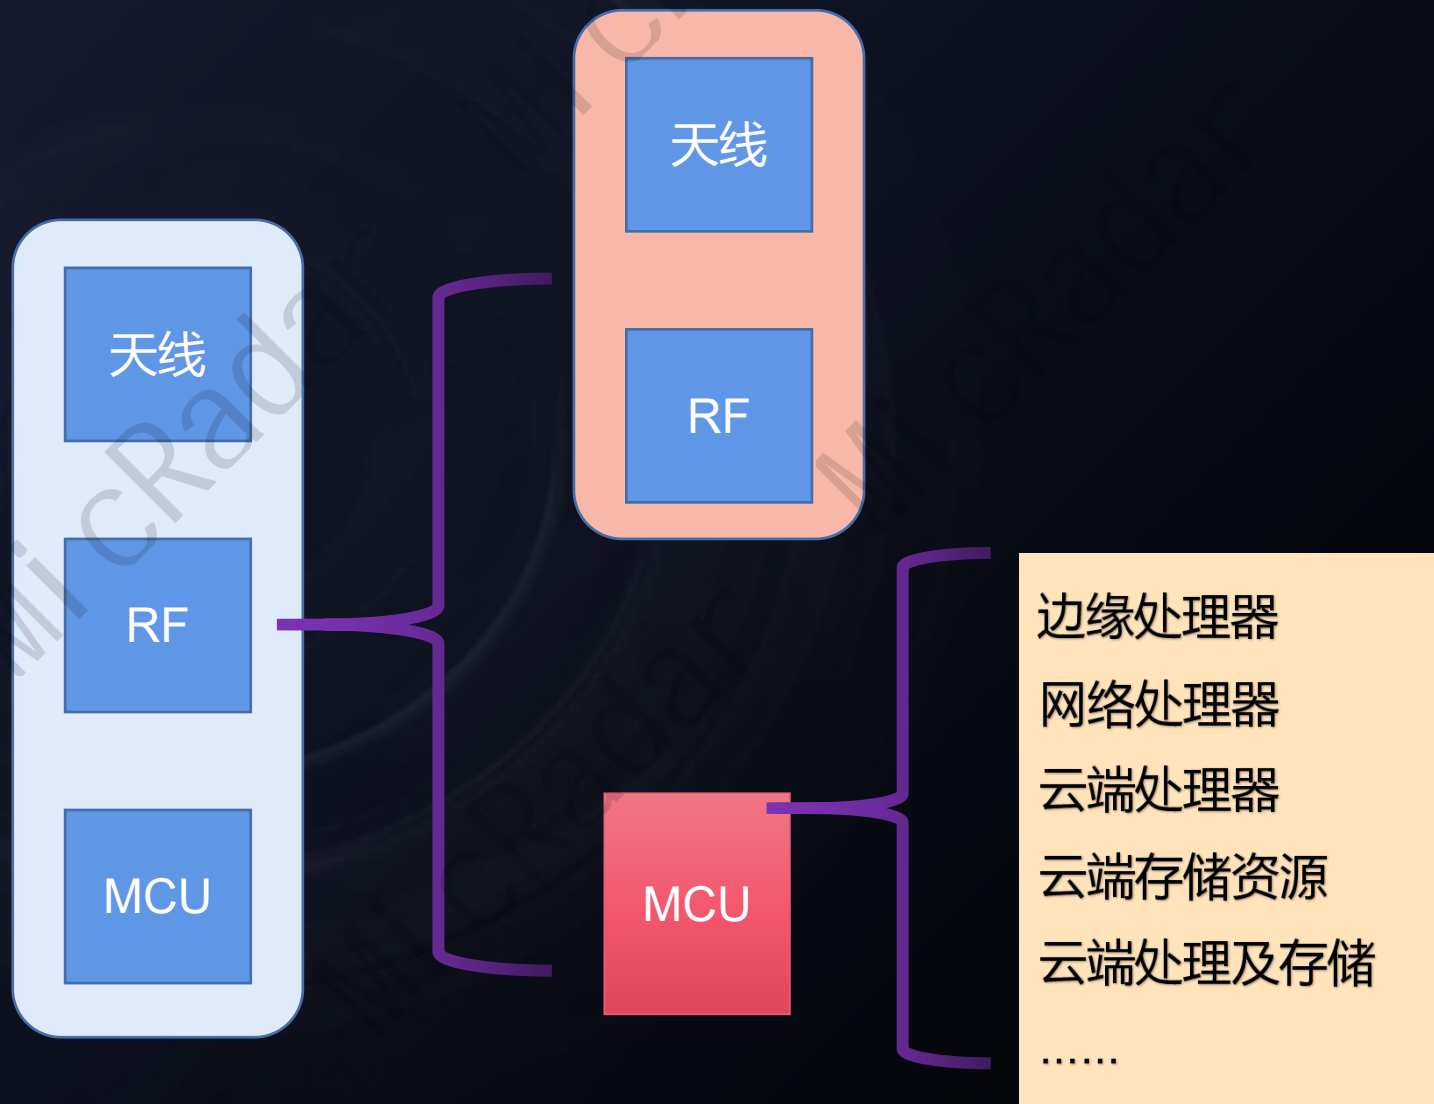 天线
RF
MCU
天线
RF
MCU
边缘处理器
网络处理器
云端处理器
云端存储资源
云端处理及存储
......
MicRadar
MicRadar
MicRadar